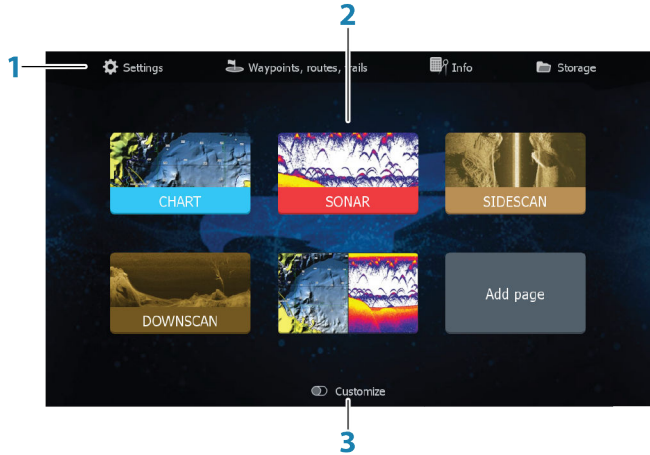 2
1
Settings
Waypoints, routes, trails
Info
Storage
CHART
SONAR
SIDESCAN
DOWNSCAN
Add page
Customize
3